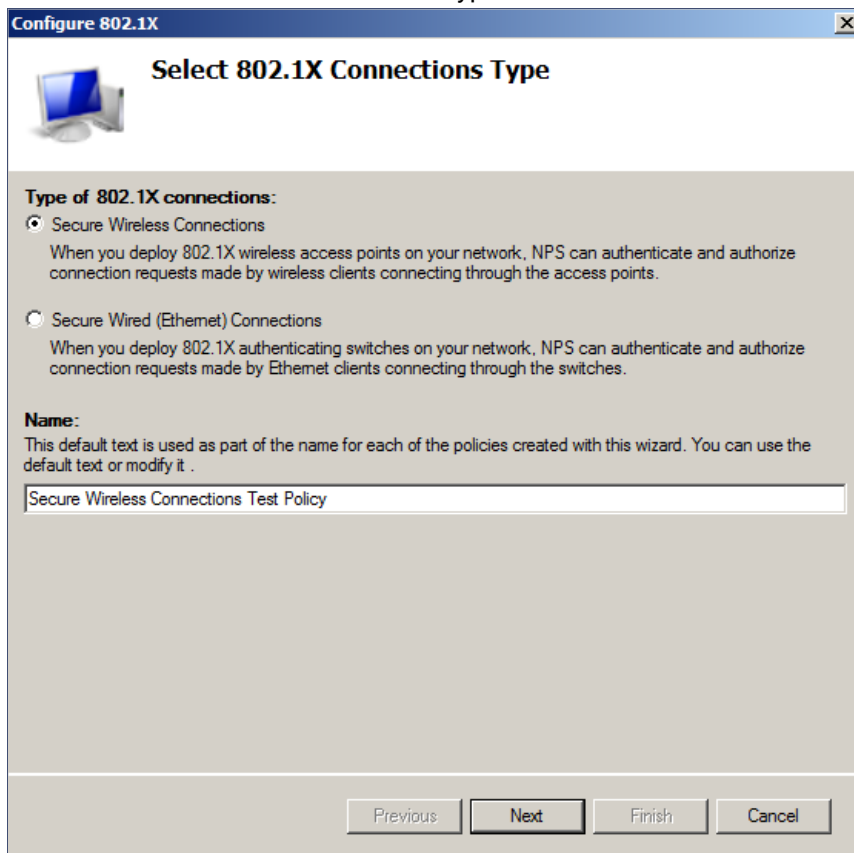 Configure 802.1X
Select 802.1X Connections Type
Type of 802.1X connections:
Secure Wireless Connections
When you deploy 802.1X wireless access points on your network, NPS can authenticate and authorize
connection requests made by wireless clients connecting through the access points.
Secure Wired (Ethernet) Connections
When you deploy 802.1X authenticating switches on your network, NPS can authenticate and authorize
connection requests made by Ethernet clients connecting through the switches.
Name:
This default text is used as part of the name for each of the policies created with this wizard. You can use the
default text or modify it .
Secure Wireless Connections Test Policy
Previous Next Finish Cancel